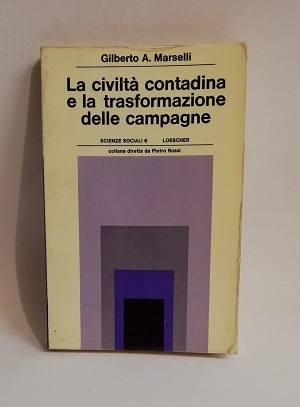 Gilberto A. Marselli
La civiltà contadina
e la trasformazione
delle campagne
SCIENZE SOCIALI 6 LOESCHER
collana diretta da Pietro Rossi